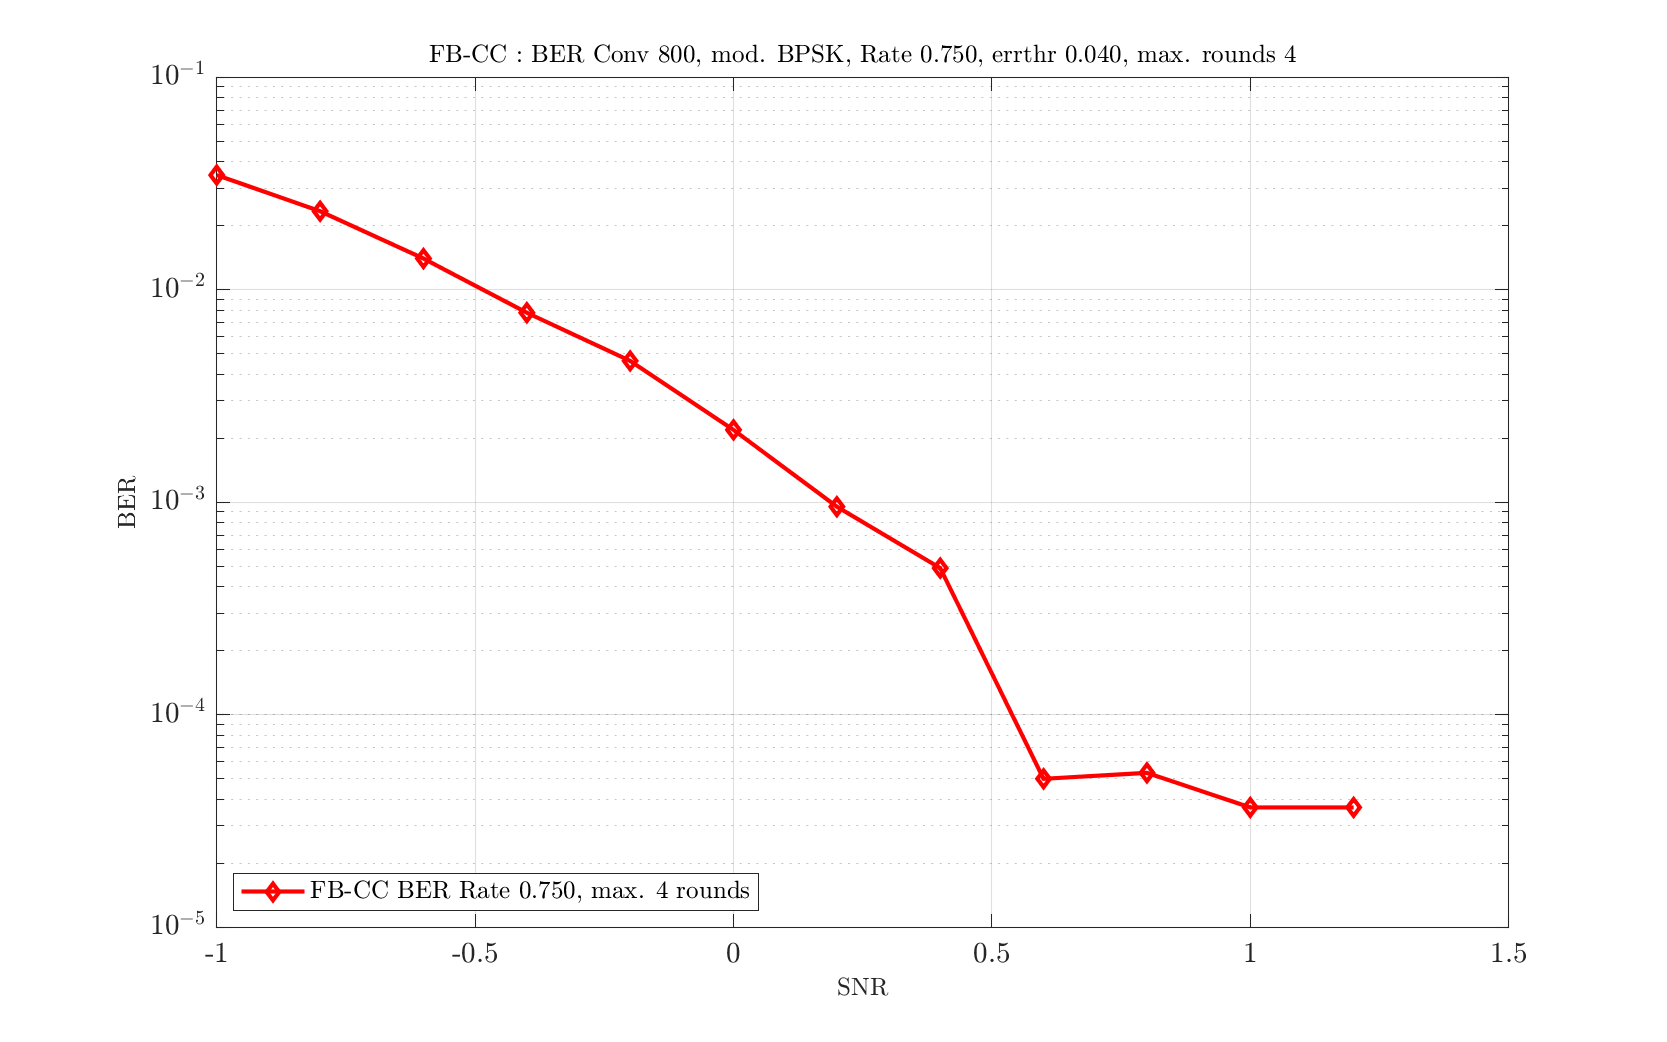 FB-CC : BER Conv 800, mod. BPSK, Rate 0.750, errthr 0.040, max. rounds 4
10⁻¹
10⁻²
10⁻³
10⁻⁴
10⁻⁵
BER
FB-CC BER Rate 0.750, max. 4 rounds
-1 -0.5 0 0.5 1 1.5
SNR